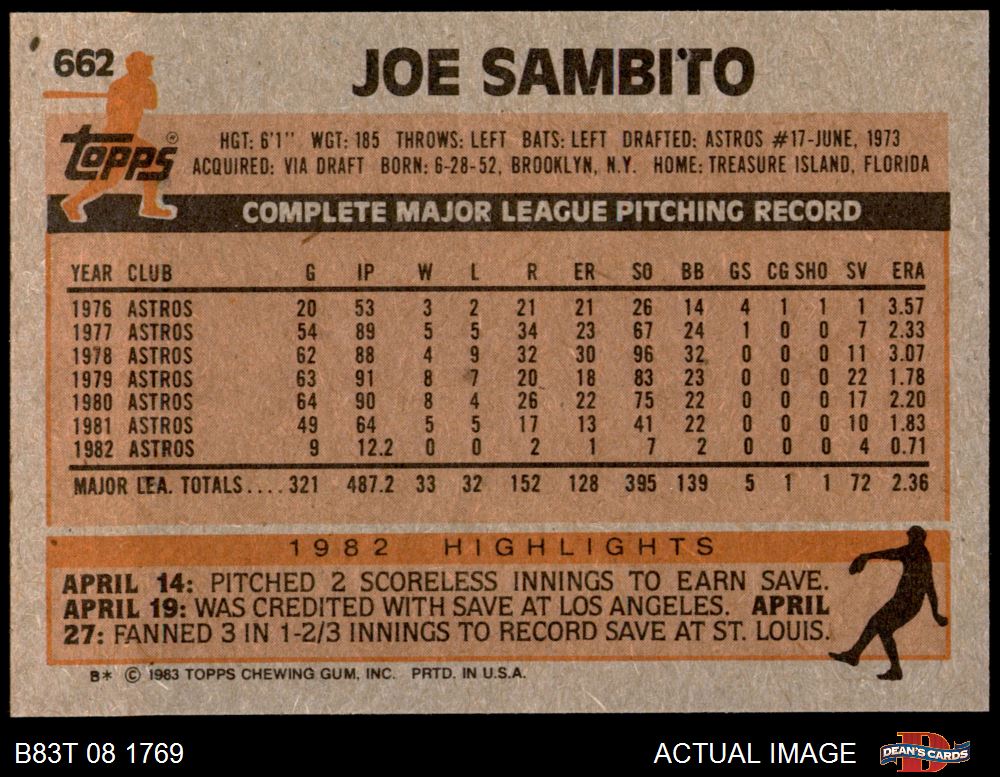 662
JOE SAMBITO
Topps®
HGT: 6'1" WGT: 185 THROWS: LEFT BATS: LEFT DRAFTED: ASTROS #17-JUNE, 1973
ACQUIRED: VIA DRAFT BORN: 6-28-52, BROOKLYN, N.Y. HOME: TREASURE ISLAND, FLORIDA
COMPLETE MAJOR LEAGUE PITCHING RECORD
YEAR CLUB G IP W L R ER SO BB GS CG SHO SV ERA
1976 ASTROS 20 53 3 2 21 21 26 14 4 1 1 1 3.57
1977 ASTROS 54 89 5 5 34 23 67 24 1 0 0 7 2.33
1978 ASTROS 62 88 4 9 32 30 96 32 0 0 0 11 3.07
1979 ASTROS 63 91 8 7 20 18 83 23 0 0 0 22 1.78
1980 ASTROS 64 90 8 4 26 22 75 22 0 0 0 17 2.20
1981 ASTROS 49 64 5 5 17 13 41 22 0 0 0 10 1.83
1982 ASTROS 9 12.2 0 0 2 1 7 2 0 0 0 4 0.71
MAJOR LEA. TOTALS.... 321 487.2 33 32 152 128 395 139 5 1 1 72 2.36
1982 HIGHLIGHTS
APRIL 14: PITCHED 2 SCORELESS INNINGS TO EARN SAVE.
APRIL 19: WAS CREDITED WITH SAVE AT LOS ANGELES. APRIL
27: FANNED 3 IN 1-2/3 INNINGS TO RECORD SAVE AT ST. LOUIS.
B* © 1983 TOPPS CHEWING GUM, INC. PRTD. IN U.S.A.
B83T 08 1769 ACTUAL IMAGE DEAN'S CARDS